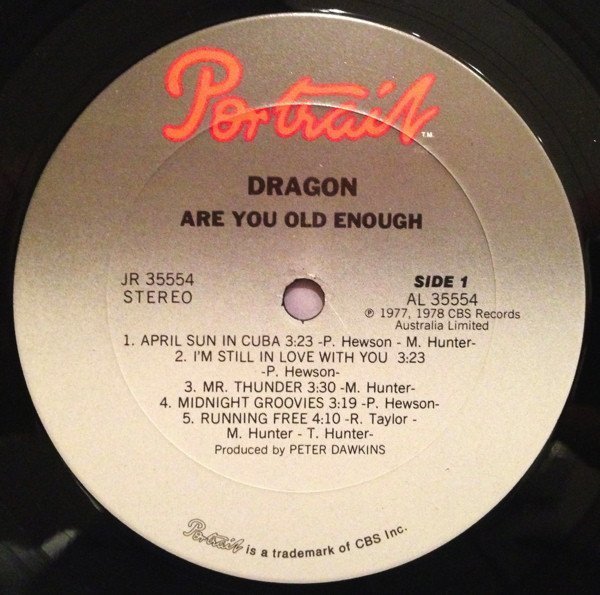 Portrait
T.M.
DRAGON
ARE YOU OLD ENOUGH
JR 35554
STEREO
SIDE 1
AL 35554
℗ 1977, 1978 CBS Records
Australia Limited
1. APRIL SUN IN CUBA 3:23 -P. Hewson - M. Hunter-
2. I'M STILL IN LOVE WITH YOU 3:23
-P. Hewson-
3. MR. THUNDER 3:30 -M. Hunter-
4. MIDNIGHT GROOVIES 3:19 -P. Hewson-
5. RUNNING FREE 4:10 -R. Taylor -
M. Hunter - T. Hunter-
Produced by PETER DAWKINS
Portrait is a trademark of CBS Inc.